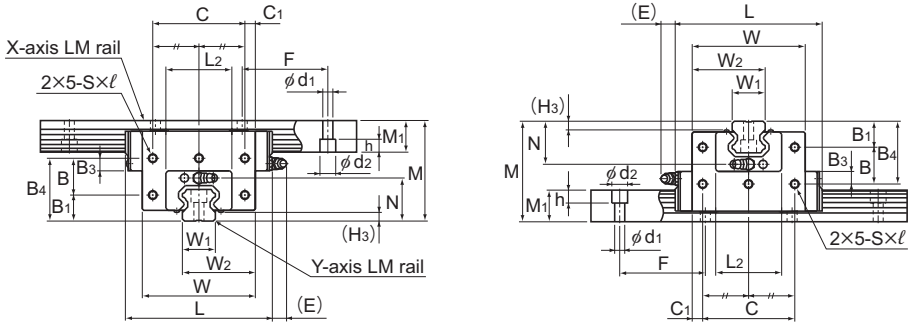 C
C1
L2
F
X-axis LM rail
2×5-S×ℓ
φd1
M1
h
φd2
M
B3
B
B4
B1
N
(H3)
W1
W2
Y-axis LM rail
W
L
(E)
(E)
L
W
W2
W1
(H3)
N
M
φd2
h
M1
φd1
F
B1
B3
B
B4
2×5-S×ℓ
L2
C1
C